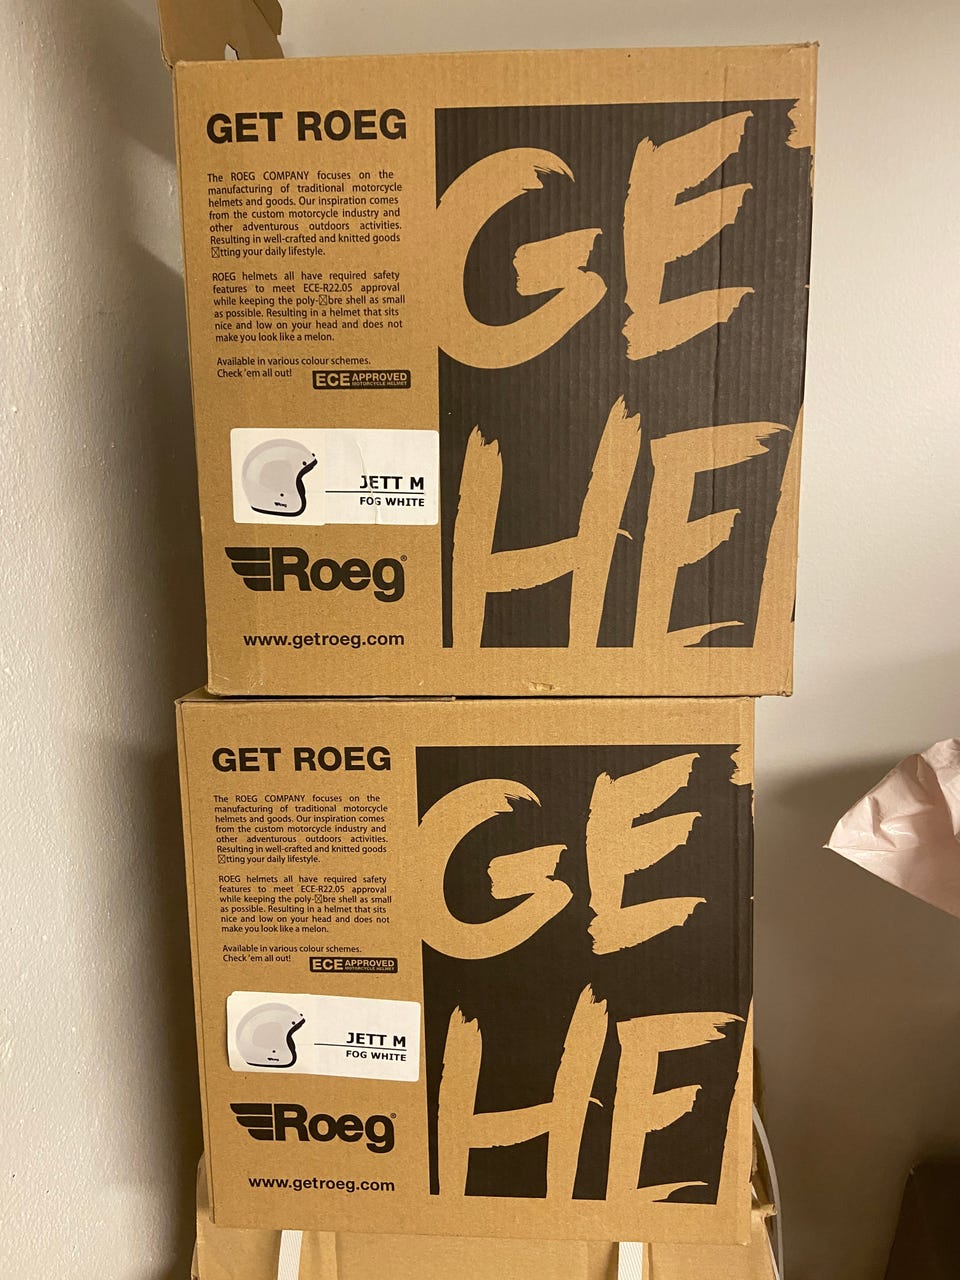 GET ROEG
The ROEG COMPANY focuses on the
manufacturing of traditional motorcycle
helmets and goods. Our inspiration comes
from the custom motorcycle industry and
other adventurous outdoors activities.
Resulting in well-crafted and knitted goods
☒tting your daily lifestyle.
ROEG helmets all have required safety
features to meet ECE-R22.05 approval
while keeping the poly-☒bre shell as small
as possible. Resulting in a helmet that sits
nice and low on your head and does not
make you look like a melon.
Available in various colour schemes.
Check 'em all out!
ECE APPROVED
MOTORCYCLE HELMET
JETT M
FOG WHITE
Roeg®
www.getroeg.com
GE
HE
GET ROEG
The ROEG COMPANY focuses on the
manufacturing of traditional motorcycle
helmets and goods. Our inspiration comes
from the custom motorcycle industry and
other adventurous outdoors activities.
Resulting in well-crafted and knitted goods
☒tting your daily lifestyle.
ROEG helmets all have required safety
features to meet ECE-R22.05 approval
while keeping the poly-☒bre shell as small
as possible. Resulting in a helmet that sits
nice and low on your head and does not
make you look like a melon.
Available in various colour schemes.
Check 'em all out!
ECE APPROVED
MOTORCYCLE HELMET
JETT M
FOG WHITE
Roeg®
www.getroeg.com
GE
HE